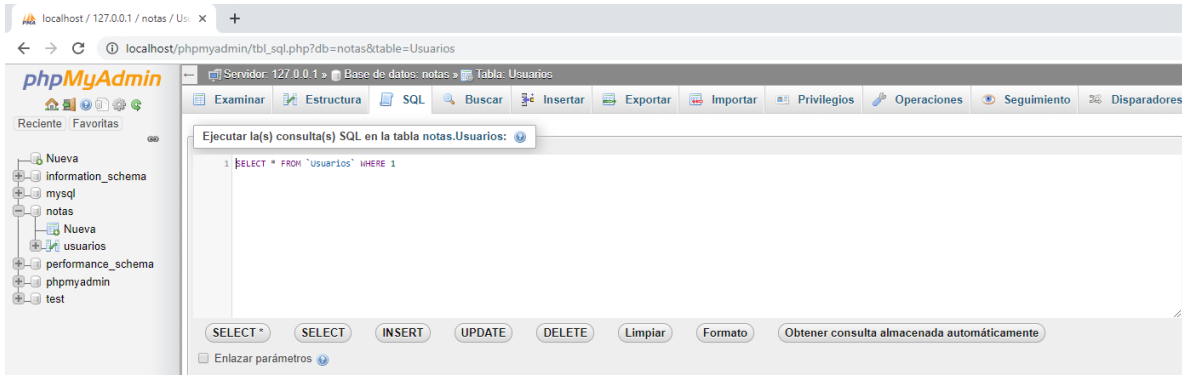 localhost / 127.0.0.1 / notas / Us
localhost/phpmyadmin/tbl_sql.php?db=notas&table=Usuarios
phpMyAdmin
Reciente Favoritas
Nueva
information_schema
mysql
notas
Nueva
usuarios
performance_schema
phpmyadmin
test
Servidor: 127.0.0.1 » Base de datos: notas » Tabla: Usuarios
Examinar Estructura SQL Buscar Insertar Exportar Importar Privilegios Operaciones Seguimiento Disparadores
Ejecutar la(s) consulta(s) SQL en la tabla notas.Usuarios:
1 SELECT * FROM `Usuarios` WHERE 1
SELECT * SELECT INSERT UPDATE DELETE Limpiar Formato Obtener consulta almacenada automáticamente
Enlazar parámetros